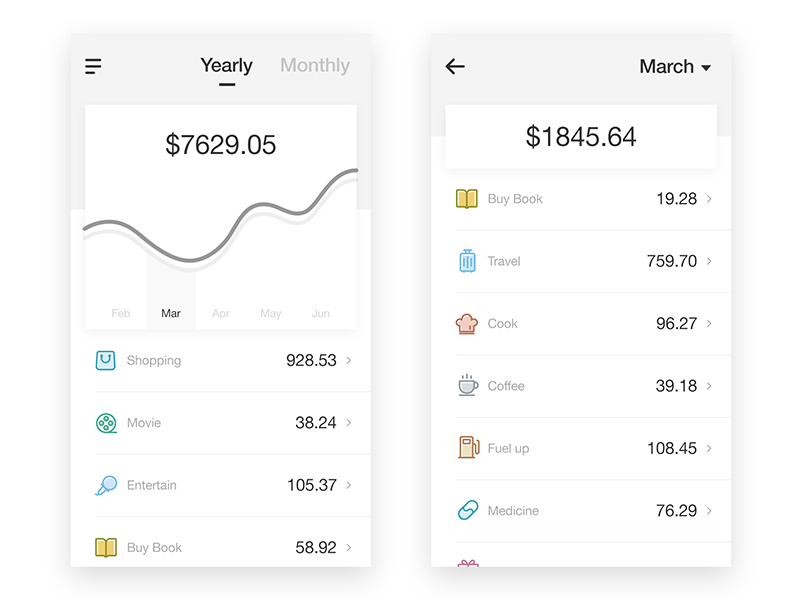 Yearly Monthly
$7629.05
Feb Mar Apr May Jun
Shopping 928.53
Movie 38.24
Entertain 105.37
Buy Book 58.92
March
$1845.64
Buy Book 19.28
Travel 759.70
Cook 96.27
Coffee 39.18
Fuel up 108.45
Medicine 76.29